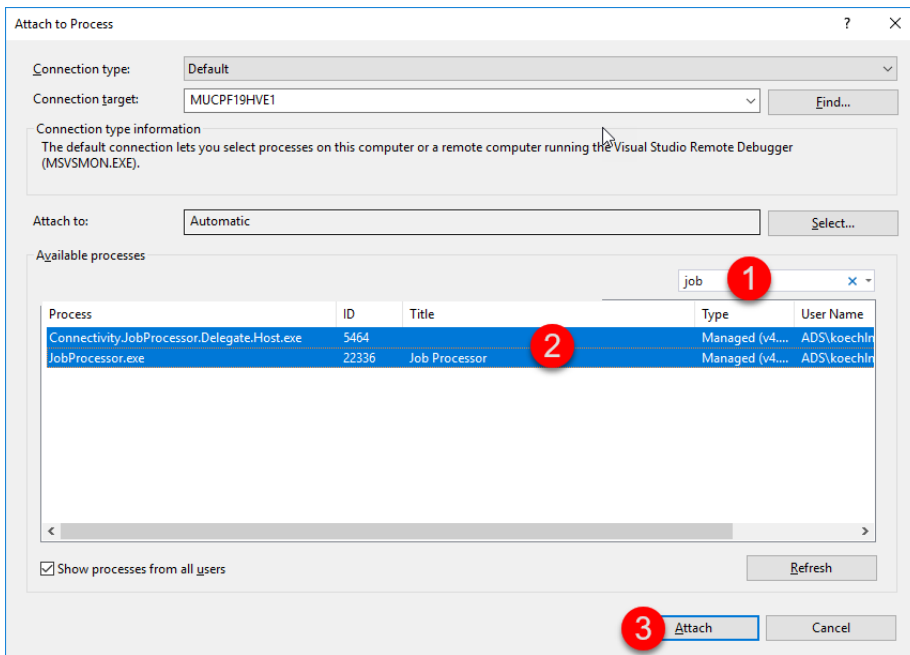 Attach to Process
Connection type:
Default
Connection target:
MUCPF19HVE1
Find...
Connection type information
The default connection lets you select processes on this computer or a remote computer running the Visual Studio Remote Debugger
(MSVSMON.EXE).
Attach to:
Automatic
Select...
Available processes
job
1
Process ID Title Type User Name
Connectivity.JobProcessor.Delegate.Host.exe 5464 Managed (v4.... ADS\koechln
2
JobProcessor.exe 22336 Job Processor Managed (v4.... ADS\koechln
Show processes from all users
Refresh
3
Attach
Cancel